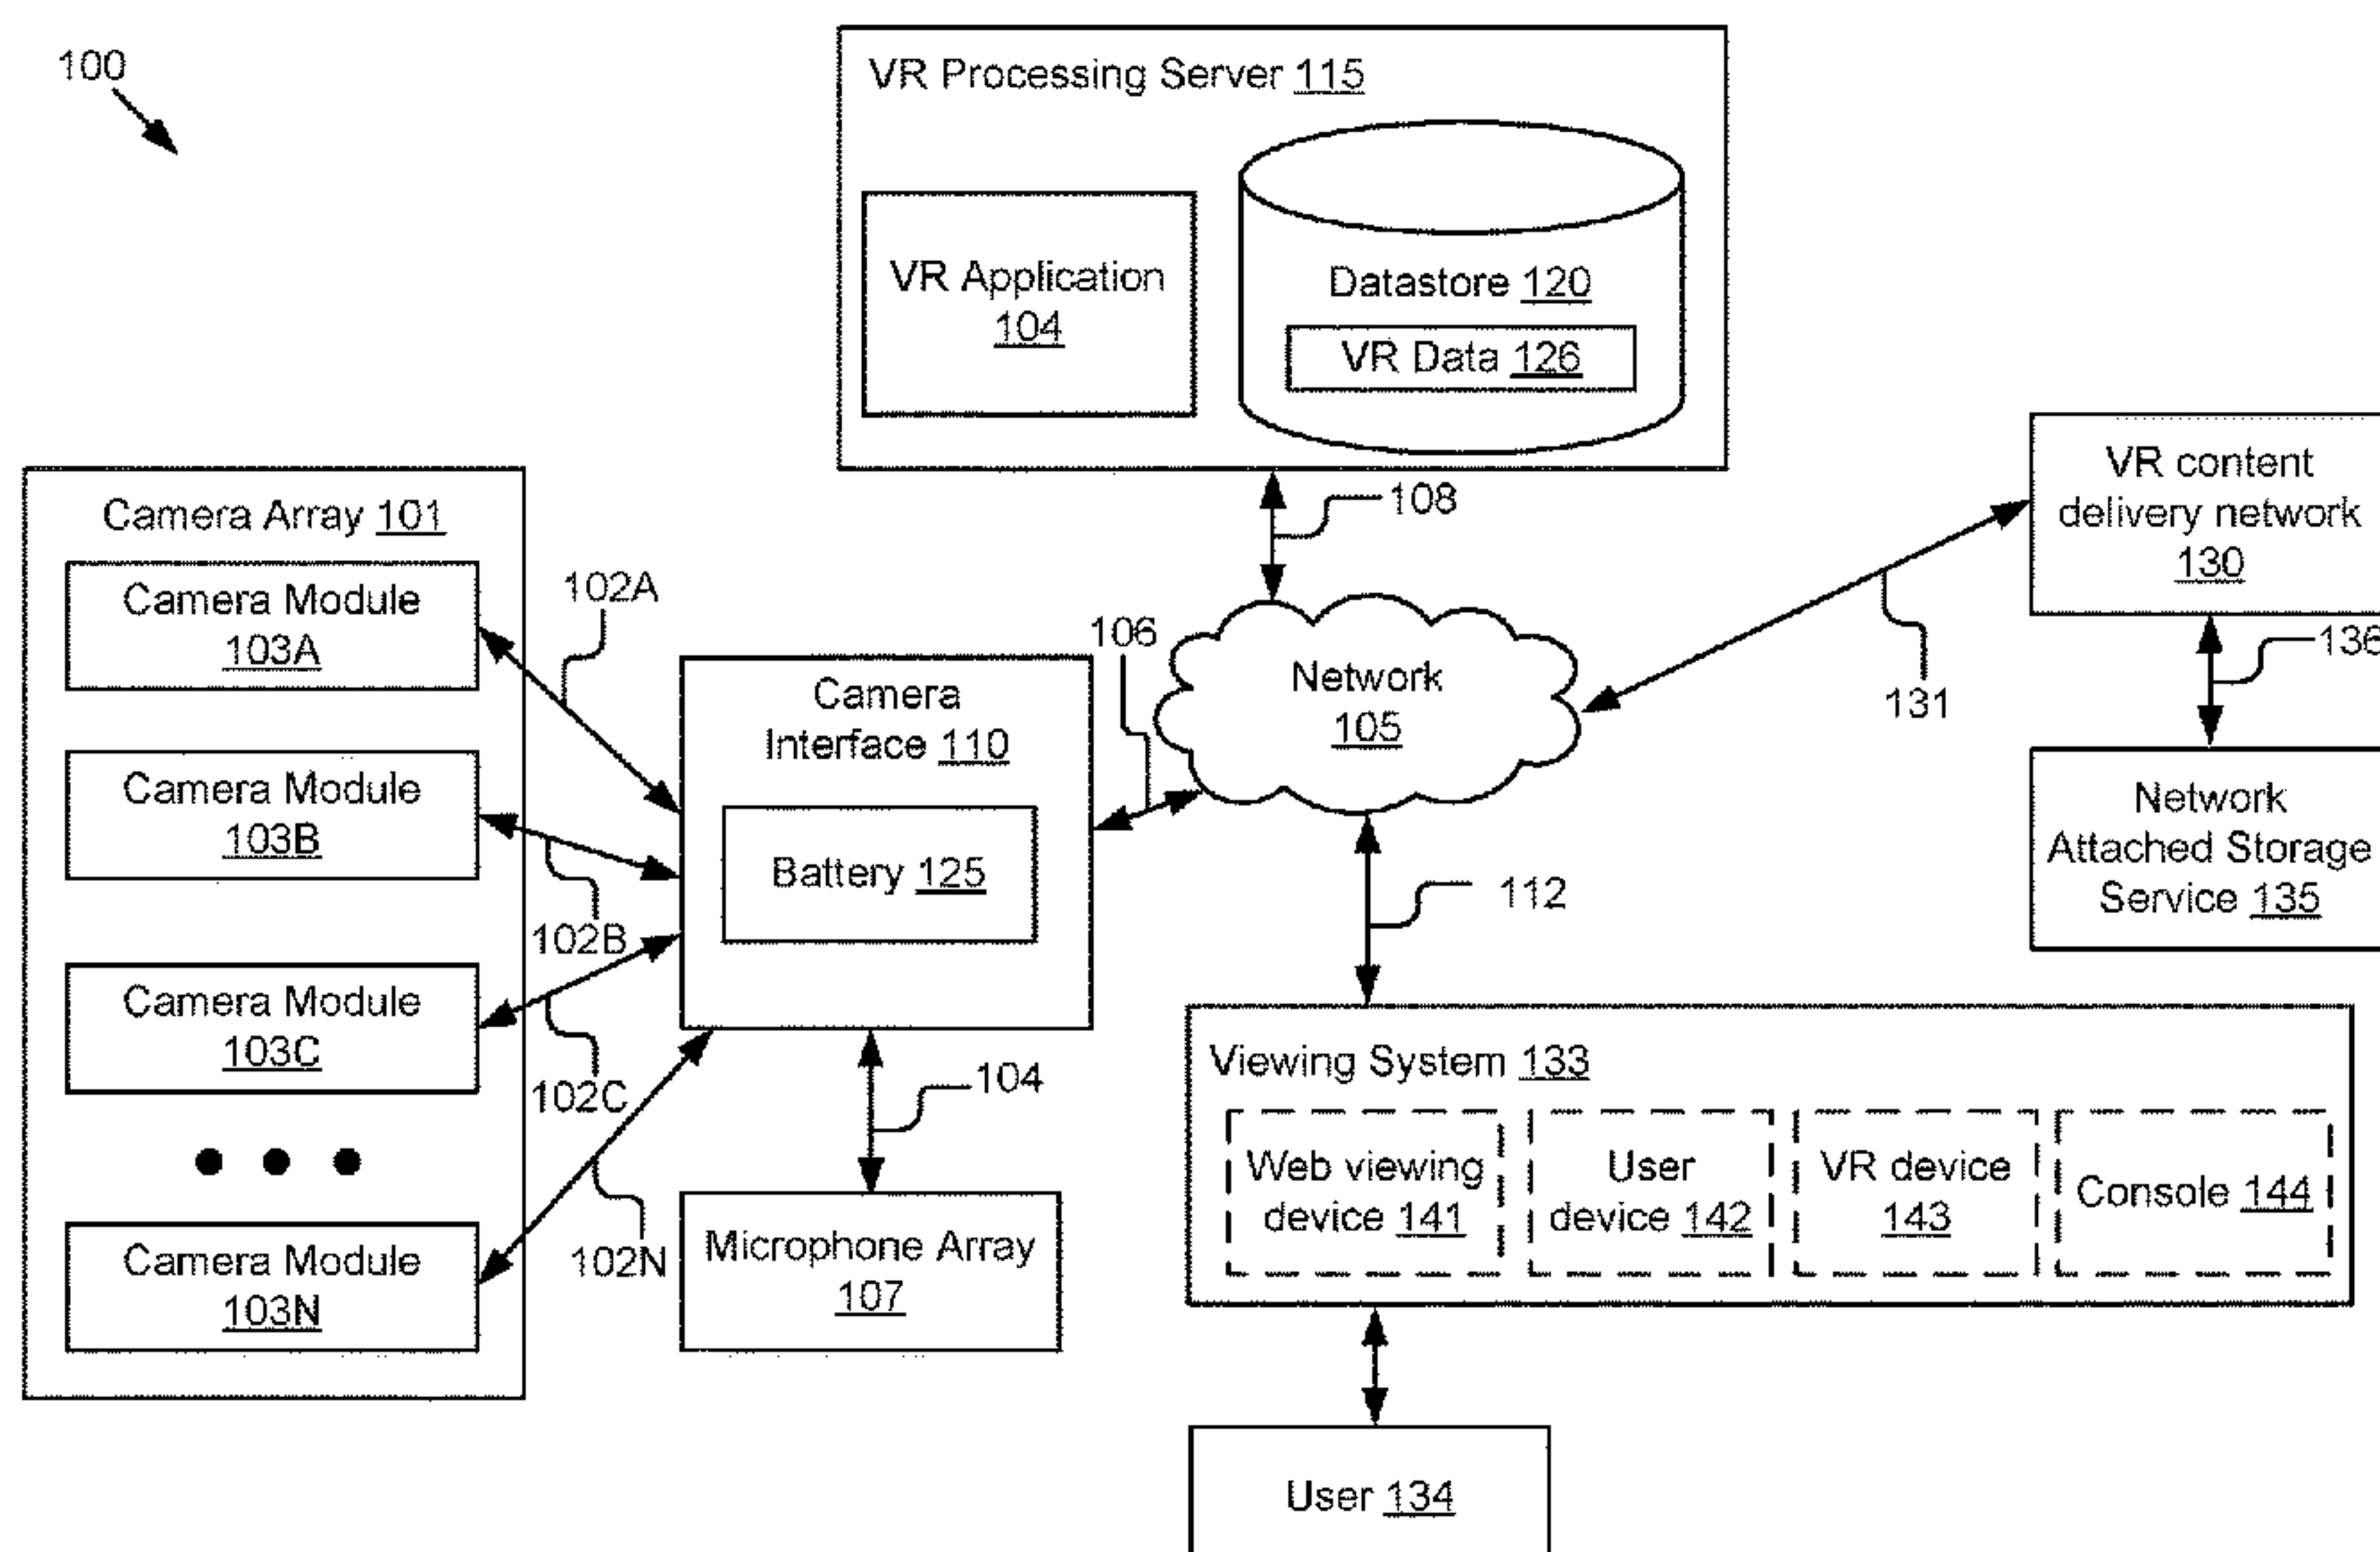 100
VR Processing Server 115
VR Application
104
Datastore 120
VR Data 126
108
VR content
delivery network
130
131
136
Network
Attached Storage
Service 135
Camera Array 101
Camera Module
103A
Camera Module
103B
Camera Module
103C
Camera Module
103N
102A
102B
102C
102N
Camera
Interface 110
Battery 125
106
Network
105
112
104
Microphone Array
107
Viewing System 133
Web viewing
device 141
User
device 142
VR device
143
Console 144
User 134